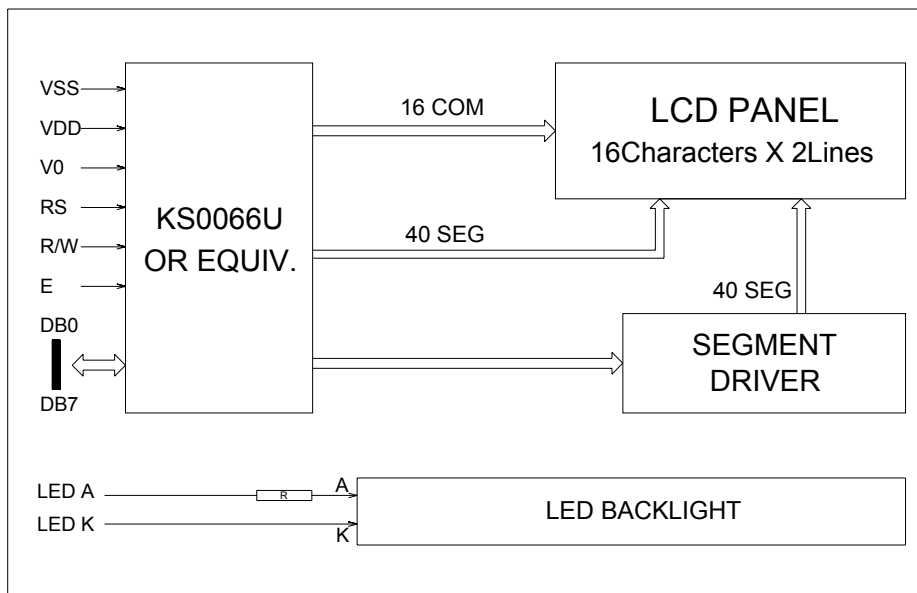 VSS
VDD
V0
RS
R/W
E
DB0
DB7
KS0066U
OR EQUIV.
16 COM
40 SEG
LCD PANEL
16Characters X 2Lines
40 SEG
SEGMENT
DRIVER
LED A
R
A
LED K
K
LED BACKLIGHT